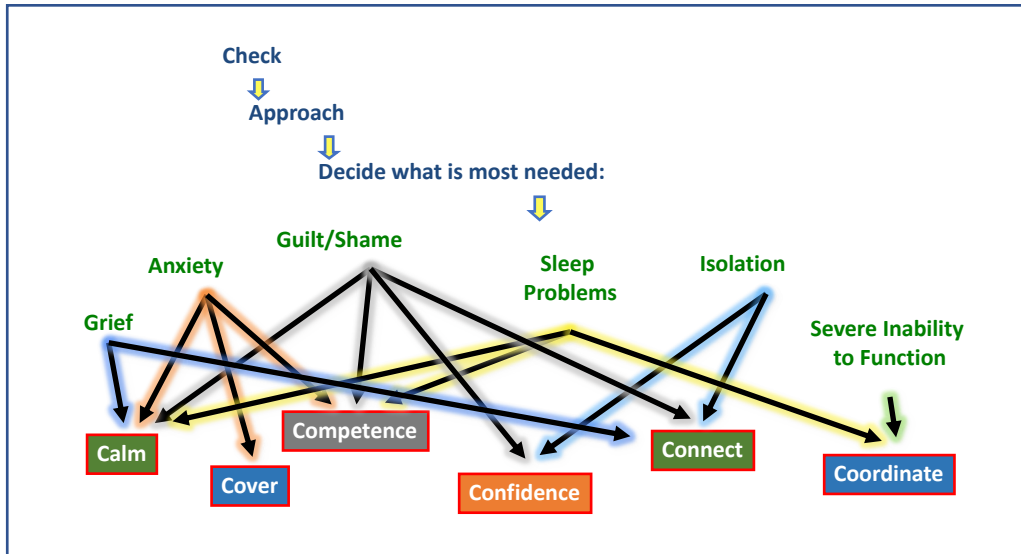 Check
Approach
Decide what is most needed:
Guilt/Shame
Anxiety
Sleep
Problems
Isolation
Grief
Severe Inability
to Function
Competence
Calm
Connect
Cover
Confidence
Coordinate